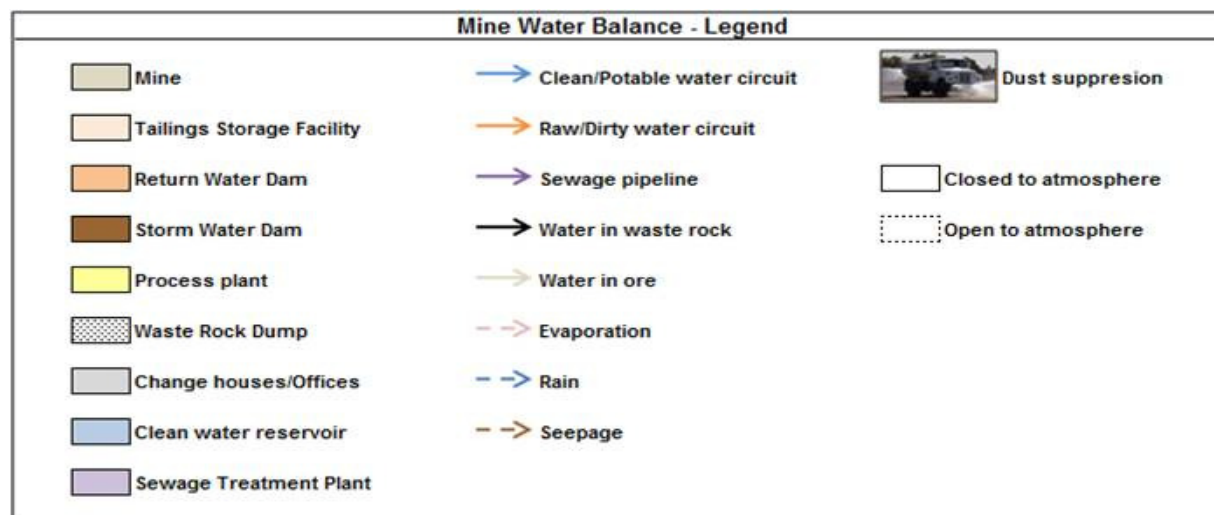 Mine Water Balance - Legend
Mine
Tailings Storage Facility
Return Water Dam
Storm Water Dam
Process plant
Waste Rock Dump
Change houses/Offices
Clean water reservoir
Sewage Treatment Plant
Clean/Potable water circuit
Raw/Dirty water circuit
Sewage pipeline
Water in waste rock
Water in ore
Evaporation
Rain
Seepage
Dust suppresion
Closed to atmosphere
Open to atmosphere